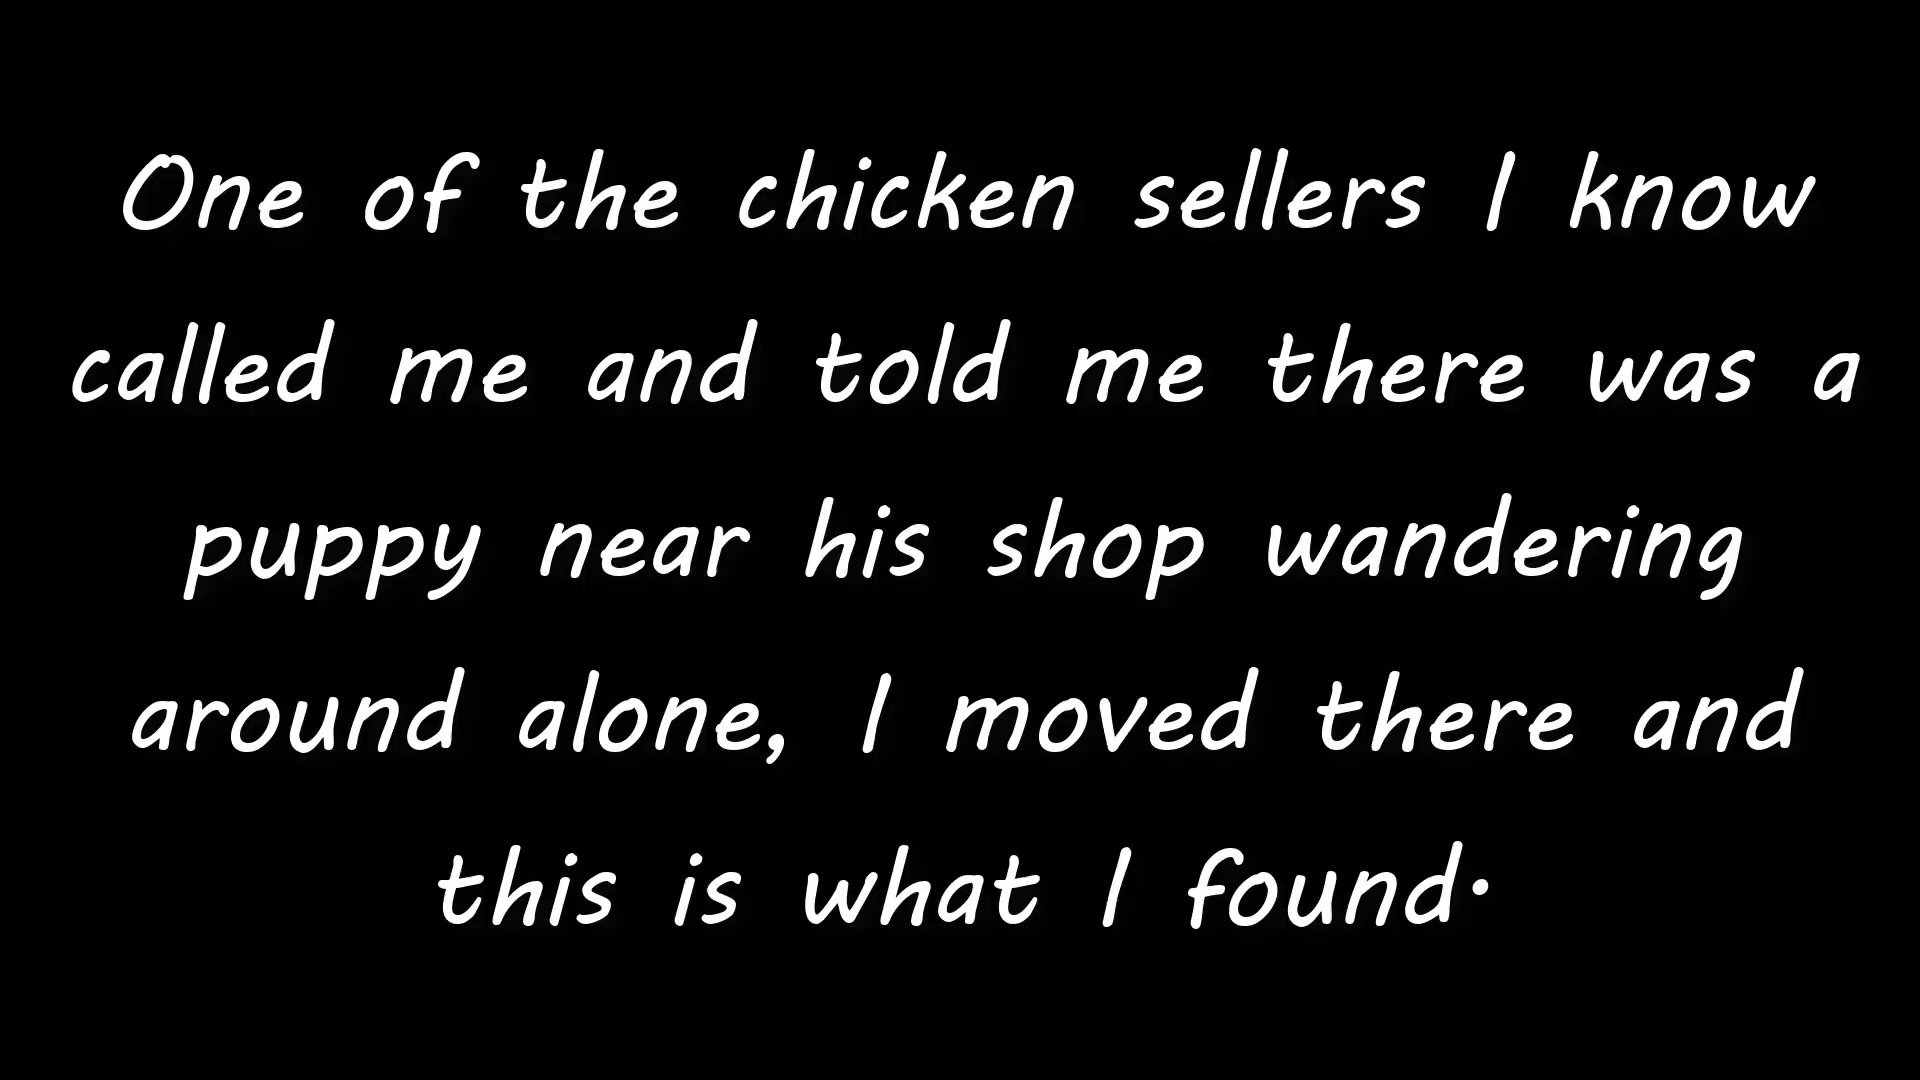 One of the chicken sellers I know
called me and told me there was a
puppy near his shop wandering
around alone, I moved there and
this is what I found.